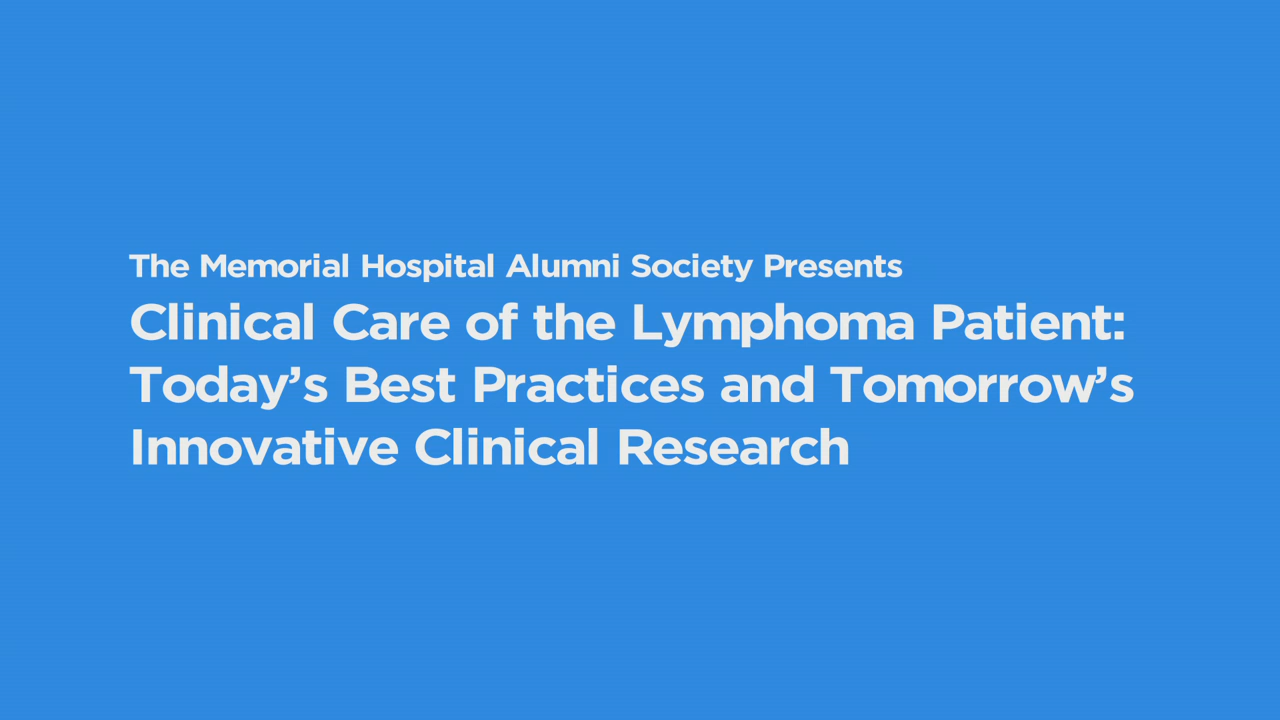 The Memorial Hospital Alumni Society Presents
Clinical Care of the Lymphoma Patient:
Today’s Best Practices and Tomorrow’s
Innovative Clinical Research